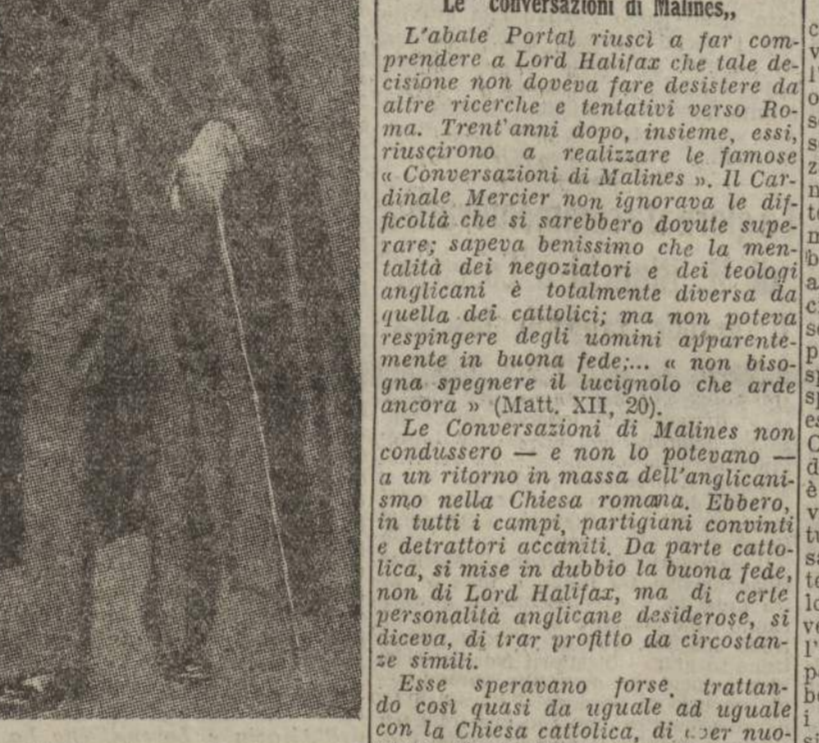 Le "conversazioni di Malines„
L'abate Portal riuscì a far com-
prendere a Lord Halifax che tale de-
cisione non doveva fare desistere da
altre ricerche e tentativi verso Ro-
ma. Trent'anni dopo, insieme, essi,
riuscirono a realizzare le famose
« Conversazioni di Malines ». Il Car-
dinale Mercier non ignorava le dif-
ficoltà che si sarebbero dovute supe-
rare; sapeva benissimo che la men-
talità dei negoziatori e dei teologi
anglicani è totalmente diversa da
quella dei cattolici; ma non poteva
respingere degli uomini apparente-
mente in buona fede;... « non biso-
gna spegnere il lucignolo che arde
ancora » (Matt. XII, 20).
Le Conversazioni di Malines non
condussero — e non lo potevano —
a un ritorno in massa dell'anglicani-
smo nella Chiesa romana. Ebbero,
in tutti i campi, partigiani convinti
e detrattori accaniti. Da parte catto-
lica, si mise in dubbio la buona fede,
non di Lord Halifax, ma di certe
personalità anglicane desiderose, si
diceva, di trar profitto da circostan-
ze simili.
Esse speravano forse, trattan-
do così quasi da uguale ad uguale
con la Chiesa cattolica, di nuo-